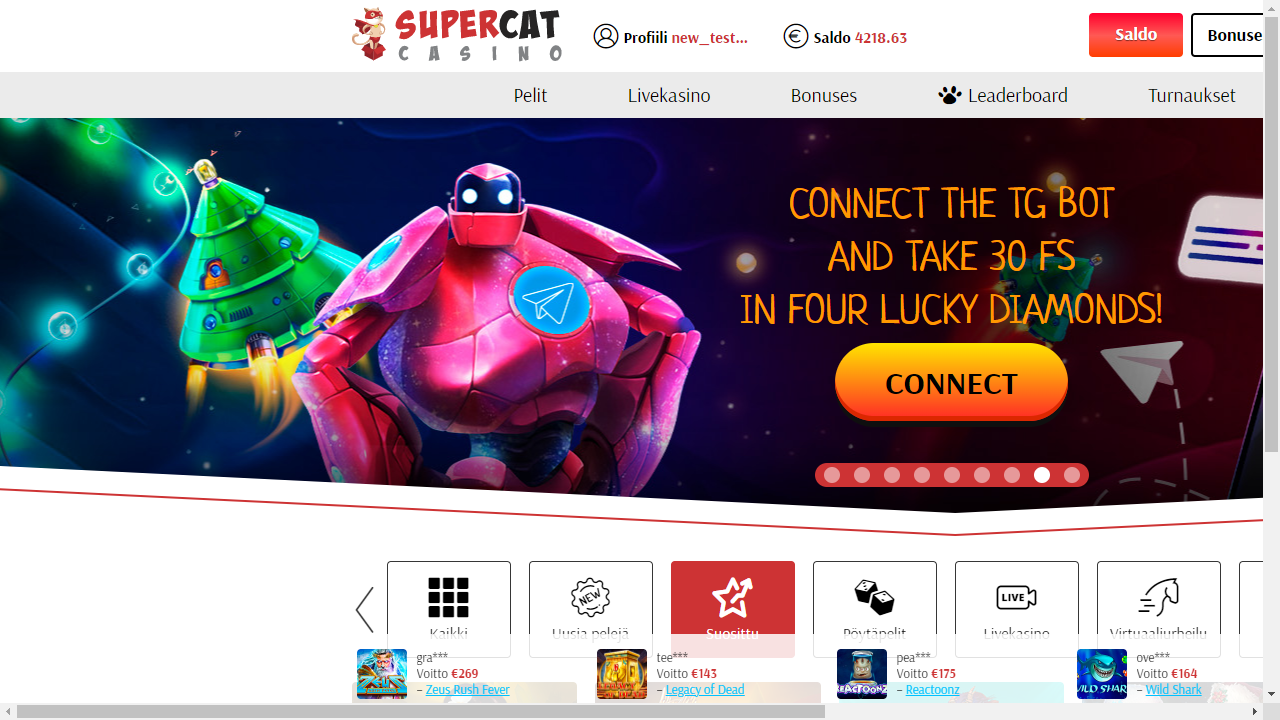 SUPERCAT
CASINO
Profiili new_test...
Saldo 4218.63
Saldo
Bonuse
Pelit
Livekasino
Bonuses
Leaderboard
Turnaukset
CONNECT THE TG BOT
AND TAKE 30 FS
IN FOUR LUCKY DIAMONDS!
CONNECT
Kaikki
NEW
Uusia pelejä
Suosittu
Pöytäpelit
LIVE
Livekasino
Virtuaaliurheilu
gra***
Voitto €269
– Zeus Rush Fever
tee***
Voitto €143
– Legacy of Dead
REACTOONZ
pea***
Voitto €175
– Reactoonz
WILD SHARK
ove***
Voitto €164
– Wild Shark